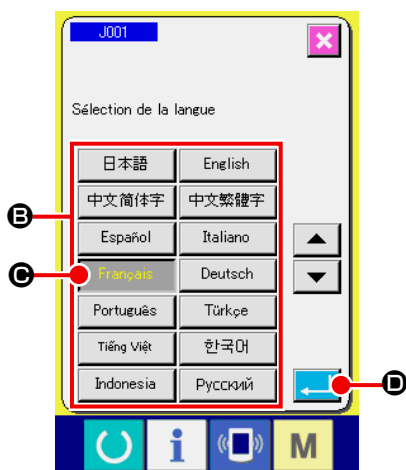 J001
Sélection de la langue
日本語 English
中文简体字 中文繁體字
Español Italiano
Français Deutsch
Português Türkçe
Tiếng Việt 한국어
Indonesia Русский
B
C
D
i M